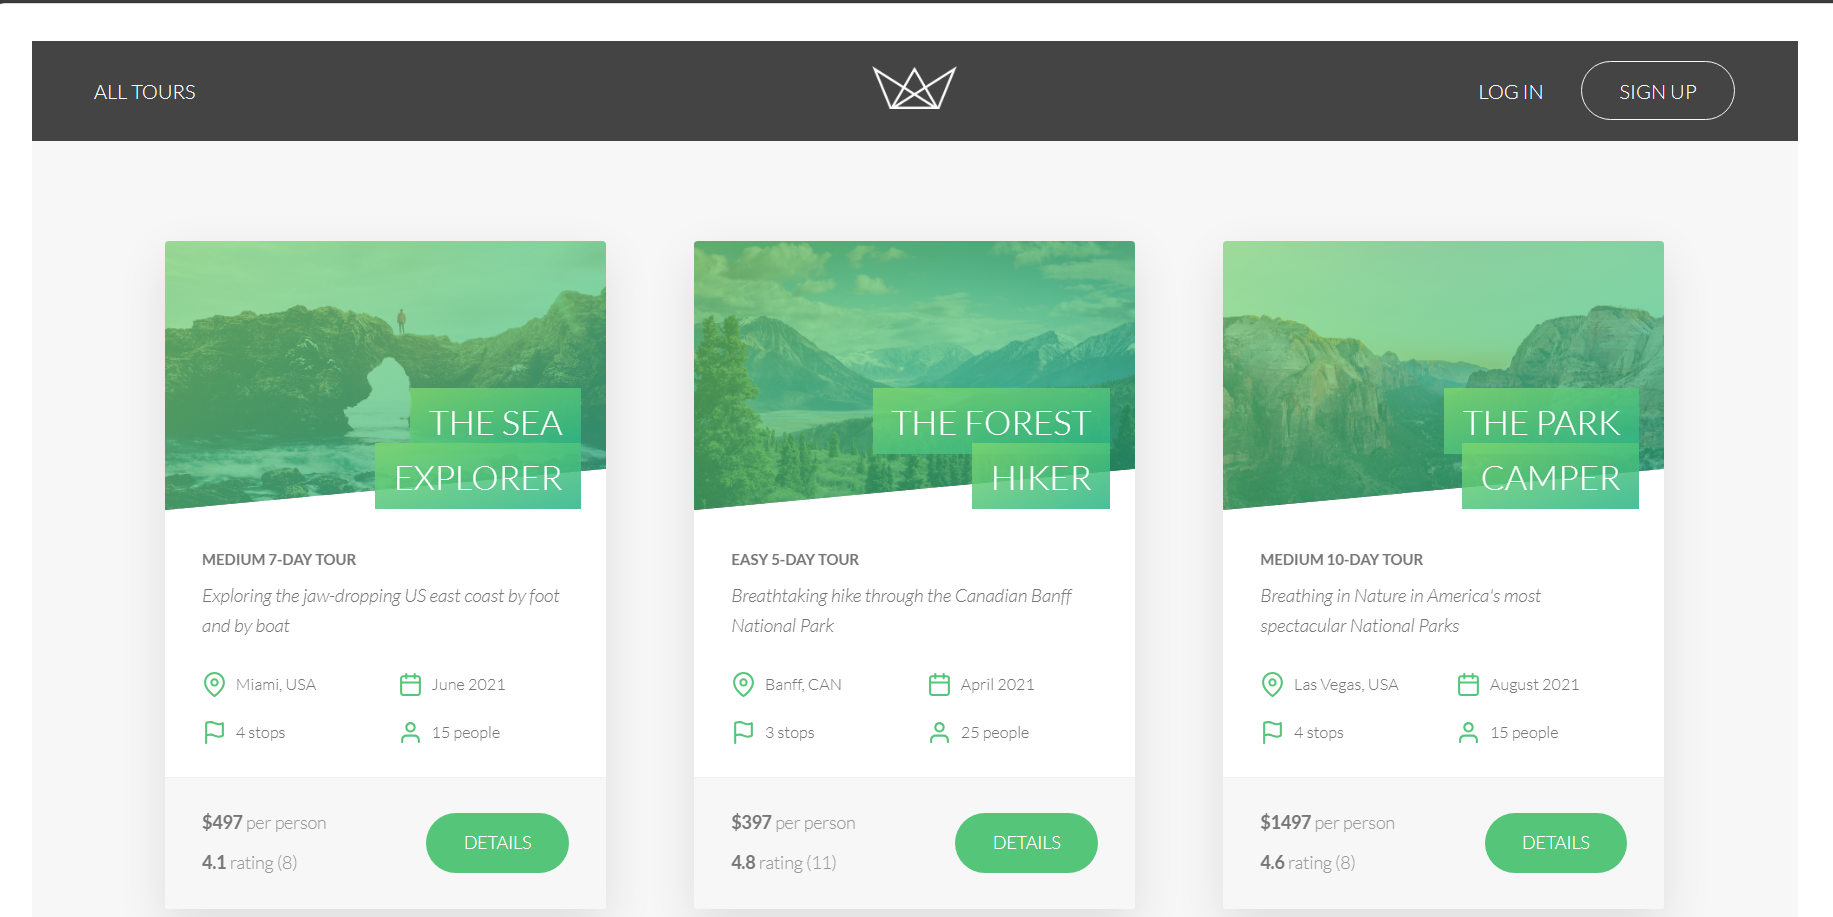 ALL TOURS
LOG IN
SIGN UP
THE SEA
EXPLORER
MEDIUM 7-DAY TOUR
Exploring the jaw-dropping US east coast by foot
and by boat
Miami, USA
June 2021
4 stops
15 people
$497 per person
4.1 rating (8)
DETAILS
THE FOREST
HIKER
EASY 5-DAY TOUR
Breathtaking hike through the Canadian Banff
National Park
Banff, CAN
April 2021
3 stops
25 people
$397 per person
4.8 rating (11)
DETAILS
THE PARK
CAMPER
MEDIUM 10-DAY TOUR
Breathing in Nature in America's most
spectacular National Parks
Las Vegas, USA
August 2021
4 stops
15 people
$1497 per person
4.6 rating (8)
DETAILS